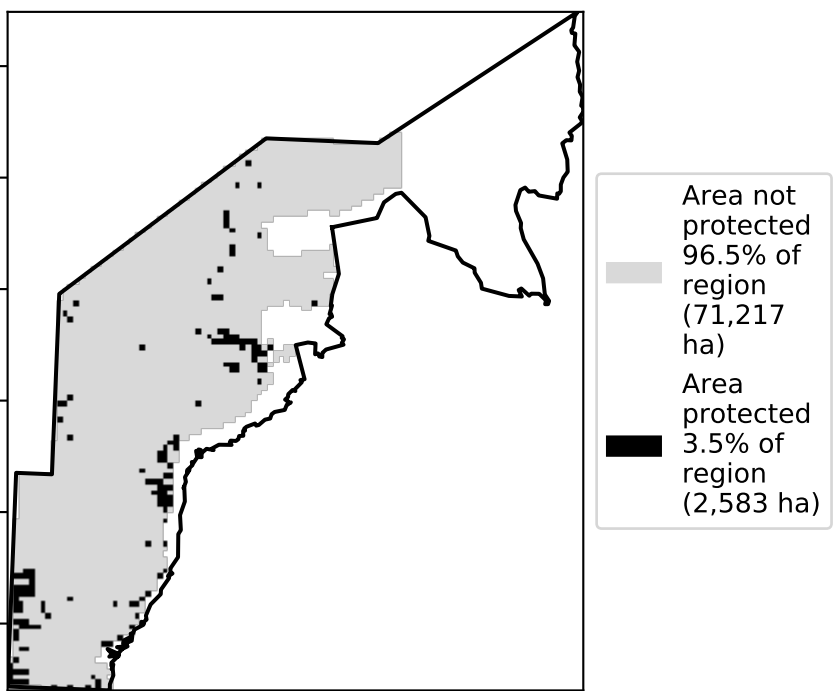 Area not
protected
96.5% of
region
(71,217
ha)
Area
protected
3.5% of
region
(2,583 ha)